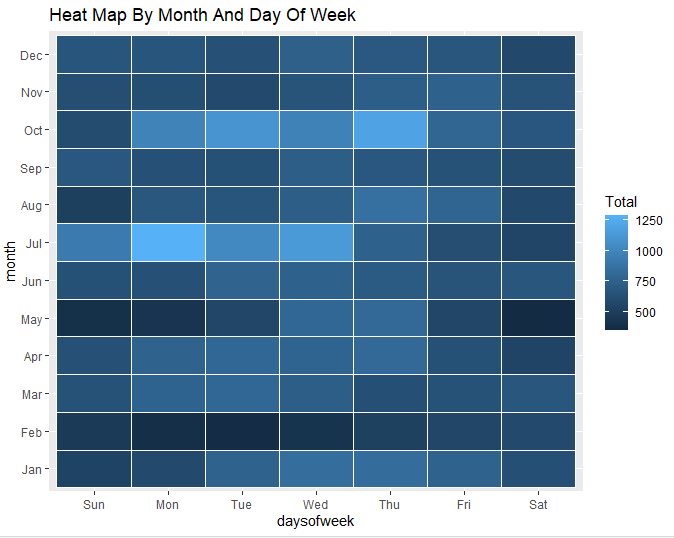 Heat Map By Month And Day Of Week
Dec
Nov
Oct
Sep
Aug
Jul
Jun
May
Apr
Mar
Feb
Jan
month
Sun Mon Tue Wed Thu Fri Sat
daysofweek
Total
1250
1000
750
500